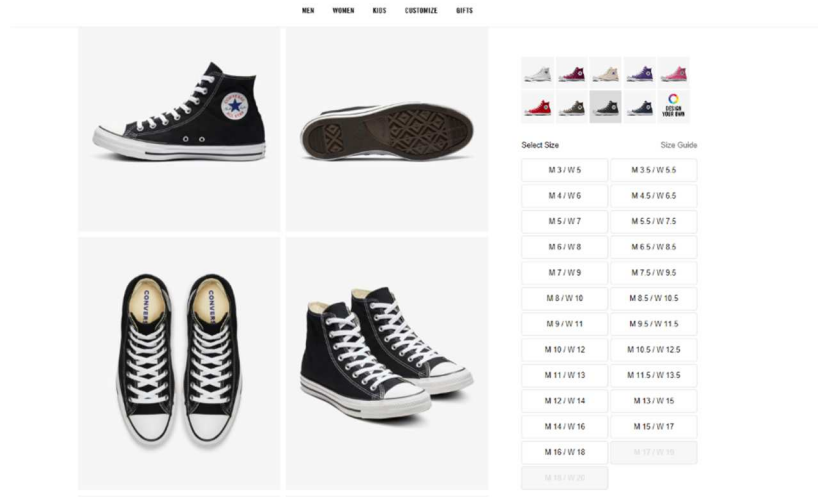 MEN WOMEN KIDS CUSTOMIZE GIFTS
DESIGN
YOUR OWN
Select Size Size Guide
M 3 / W 5 M 3.5 / W 5.5
M 4 / W 6 M 4.5 / W 6.5
M 5 / W 7 M 5.5 / W 7.5
M 6 / W 8 M 6.5 / W 8.5
M 7 / W 9 M 7.5 / W 9.5
M 8 / W 10 M 8.5 / W 10.5
M 9 / W 11 M 9.5 / W 11.5
M 10 / W 12 M 10.5 / W 12.5
M 11 / W 13 M 11.5 / W 13.5
M 12 / W 14 M 13 / W 15
M 14 / W 16 M 15 / W 17
M 16 / W 18 M 17 / W 19
M 18 / W 20